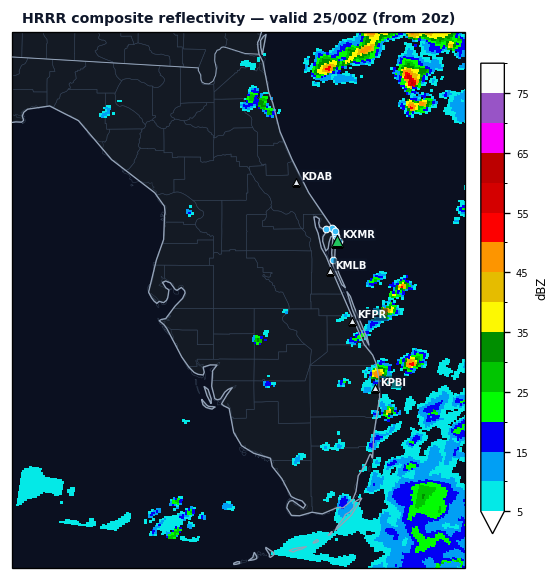 HRRR composite reflectivity — valid 25/00Z (from 20z)
75
65
55
45
35
25
15
5
dBZ
KDAB
KXMR
KMLB
KFPR
KPBI